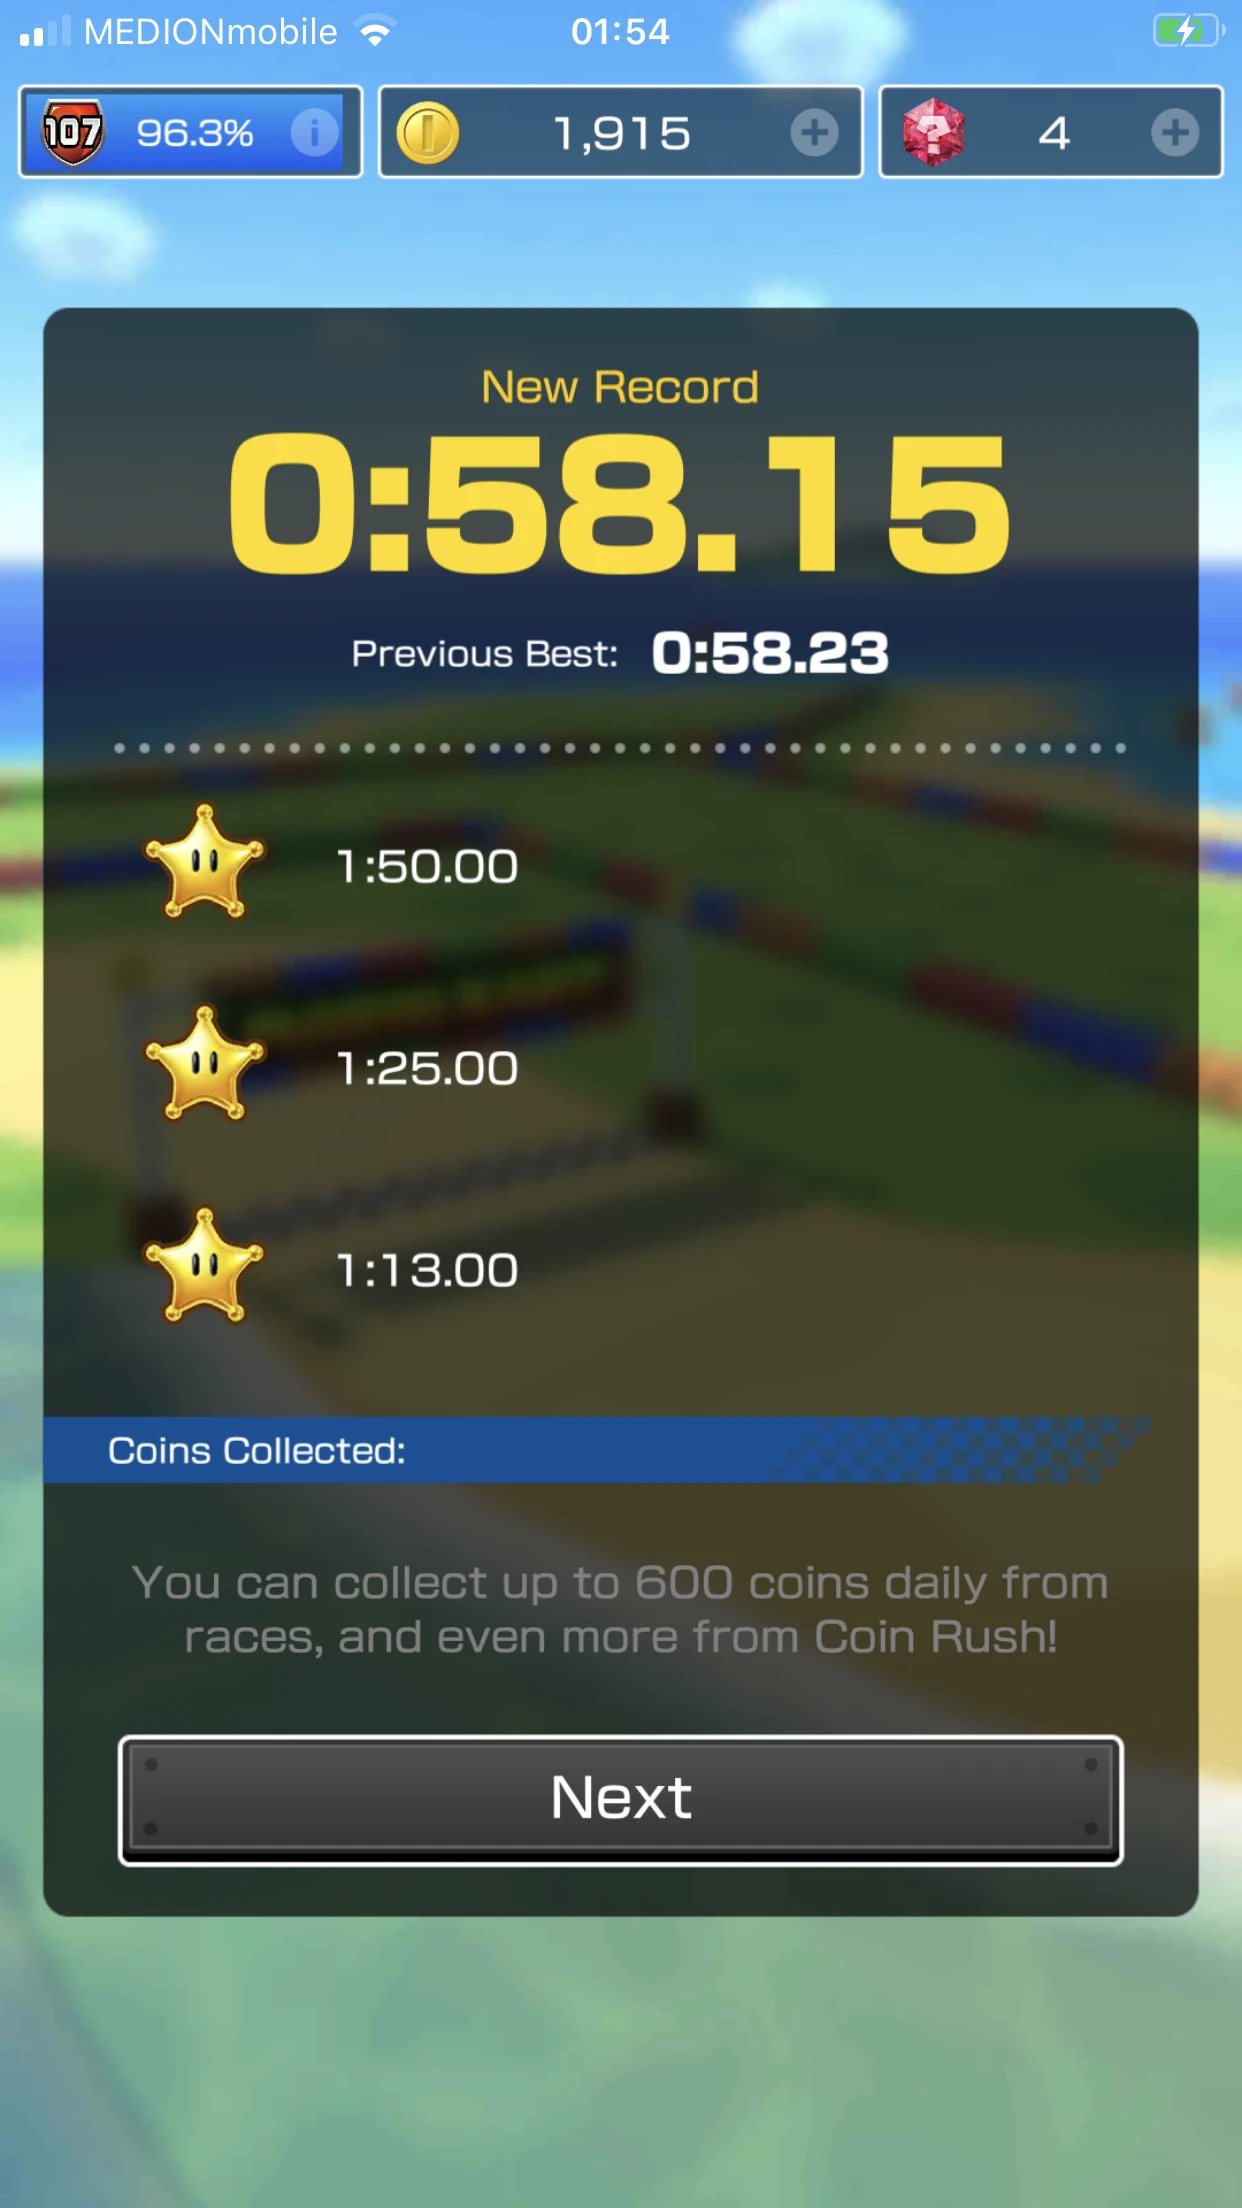 MEDIONmobile 01:54
107 96.3% i 1,915 + ? 4 +
New Record
0:58.15
Previous Best: 0:58.23
1:50.00
1:25.00
1:13.00
Coins Collected:
You can collect up to 600 coins daily from
races, and even more from Coin Rush!
Next